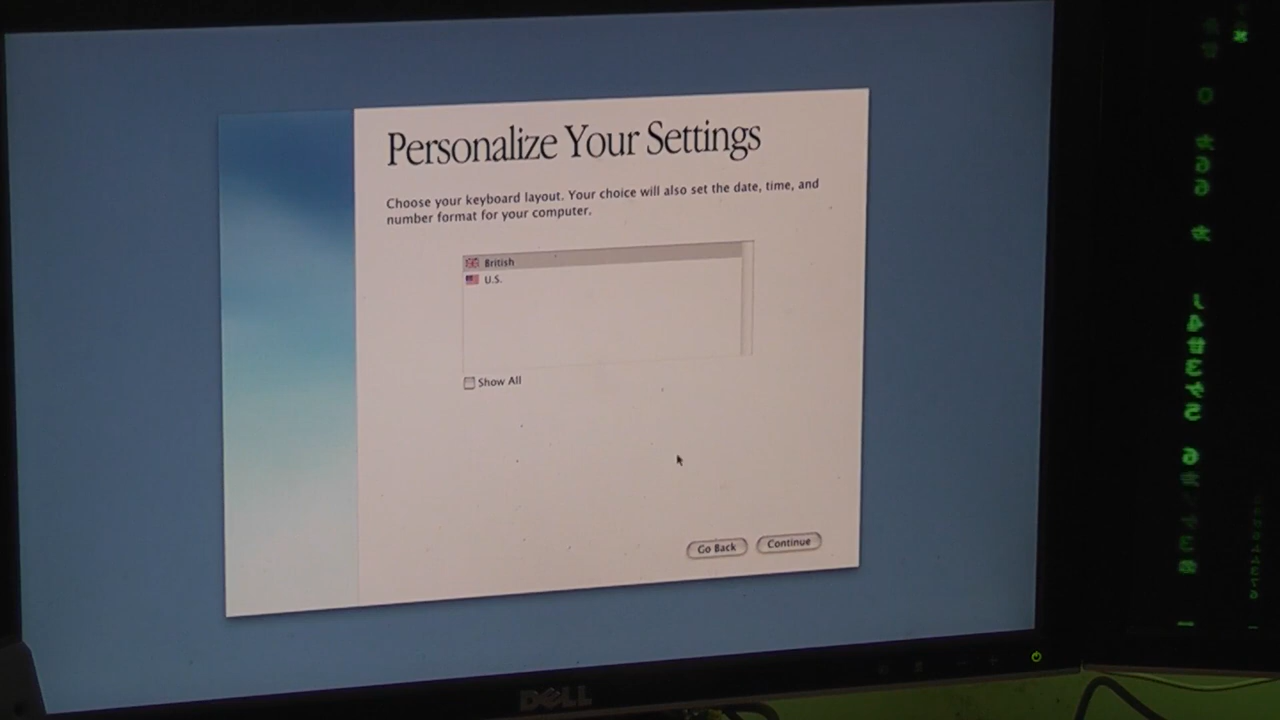 Personalize Your Settings
Choose your keyboard layout. Your choice will also set the date, time, and
number format for your computer.
British
U.S.
Show All
Go Back
Continue
DELL